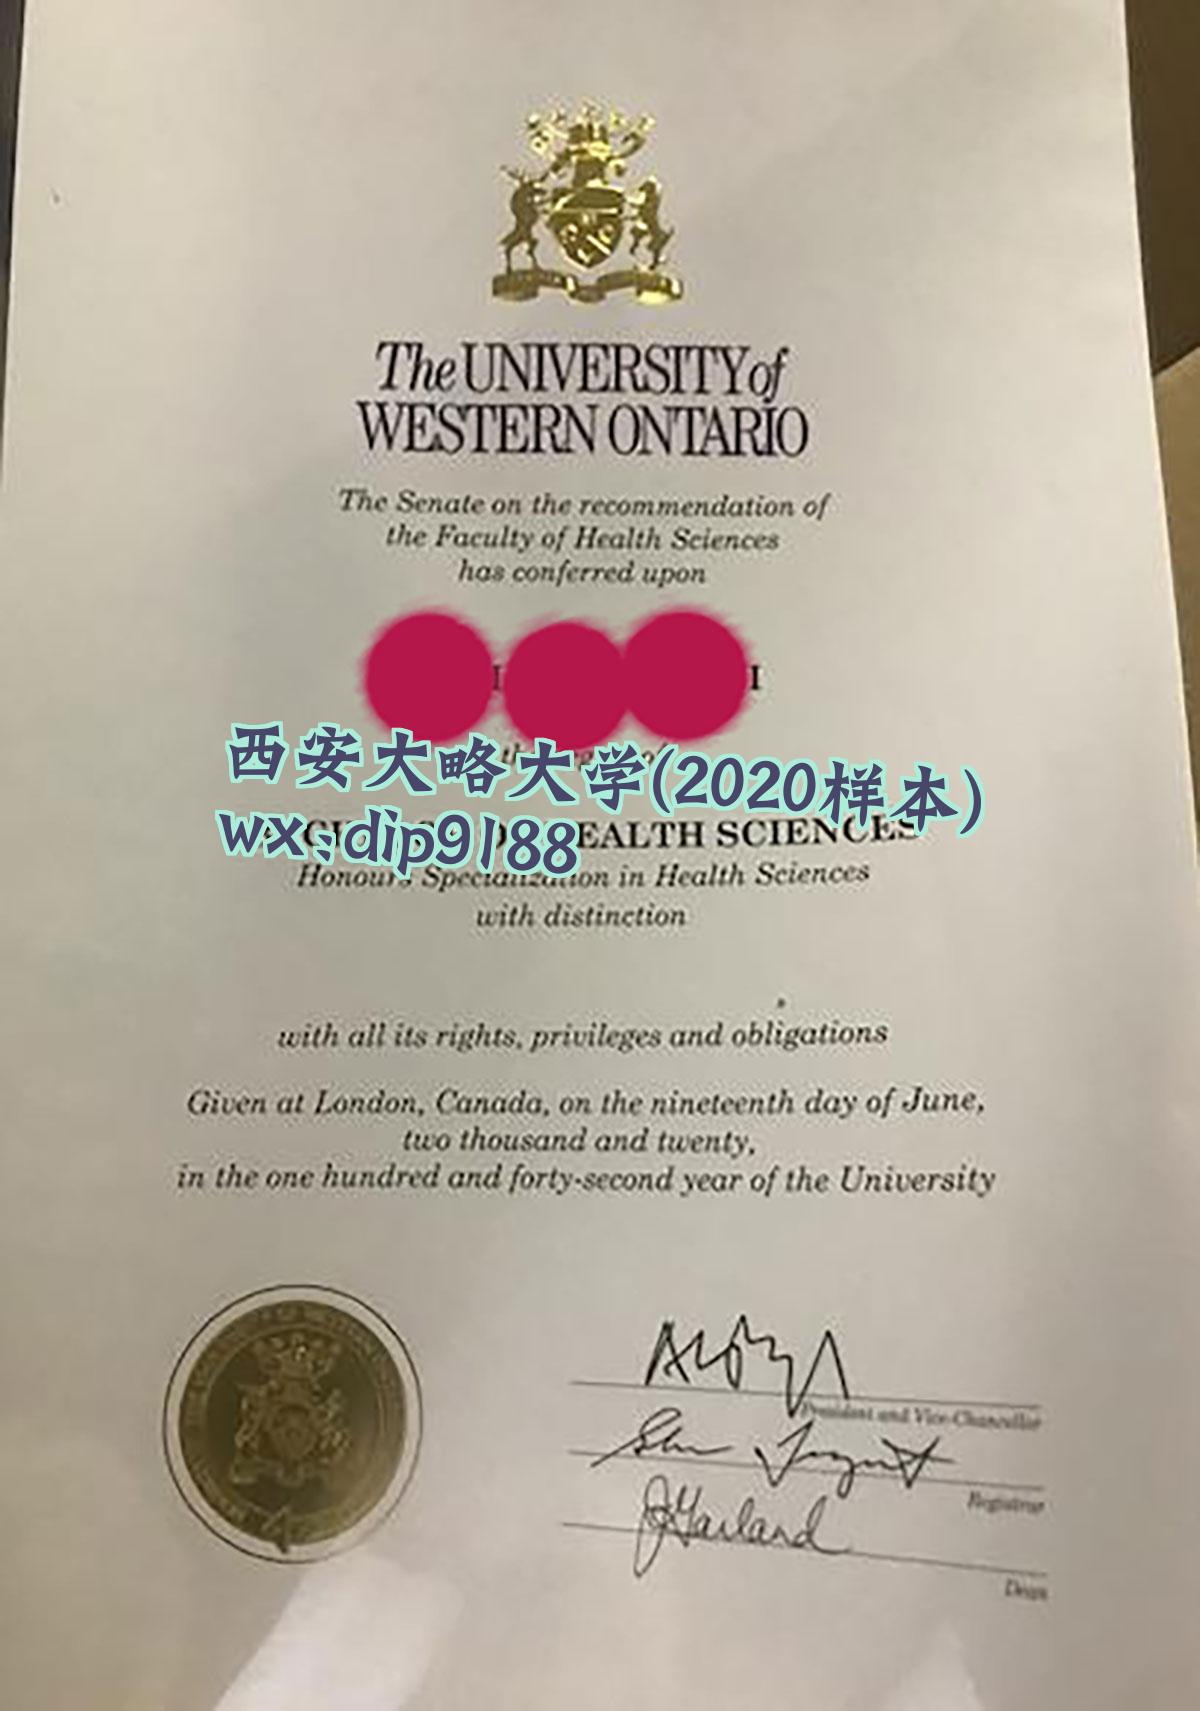 The UNIVERSITY of
WESTERN ONTARIO
The Senate on the recommendation of
the Faculty of Health Sciences
has conferred upon
I I
西安大略大学(2020样本)
wx:dip9188
HEALTH SCIENCES
Honours Specialization in Health Sciences
with distinction
with all its rights, privileges and obligations
Given at London, Canada, on the nineteenth day of June,
two thousand and twenty,
in the one hundred and forty-second year of the University
President and Vice-Chancellor
Registrar
JGarland
Dean